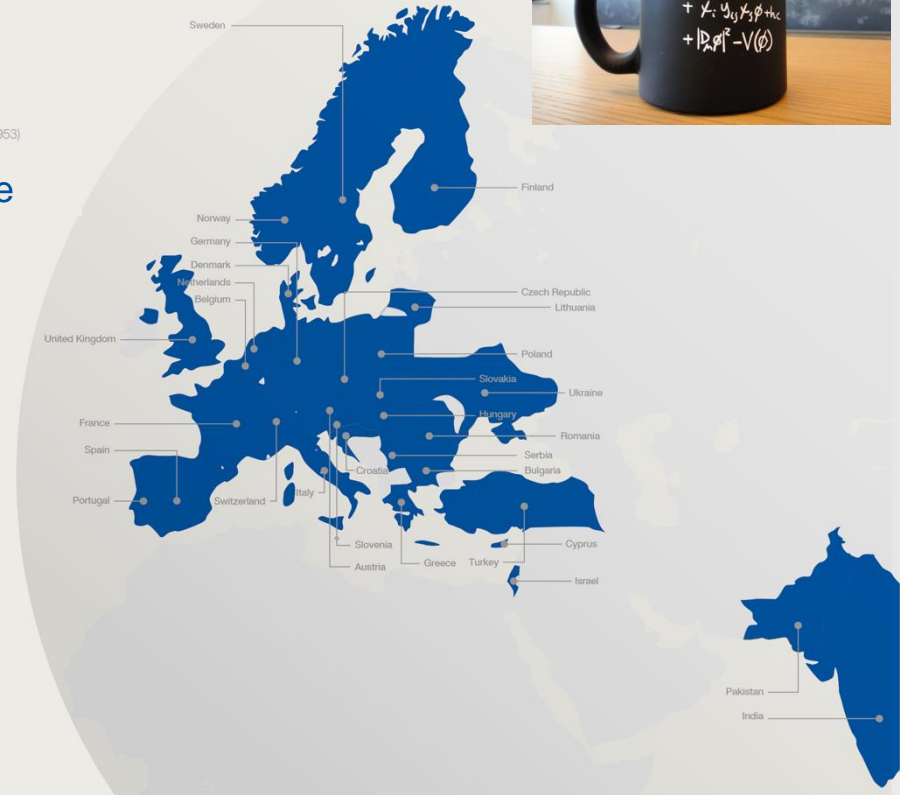 + χi yij χj φ + hc
+ |Dμ φ|² − V(φ)
953)
e
Sweden
Finland
Norway
Germany
Denmark
Netherlands
Belgium
Czech Republic
Lithuania
United Kingdom
Poland
Slovakia
Ukraine
Hungary
France
Romania
Spain
Serbia
Croatia
Bulgaria
Portugal
Switzerland
Italy
Slovenia
Cyprus
Austria
Greece
Turkey
Israel
Pakistan
India